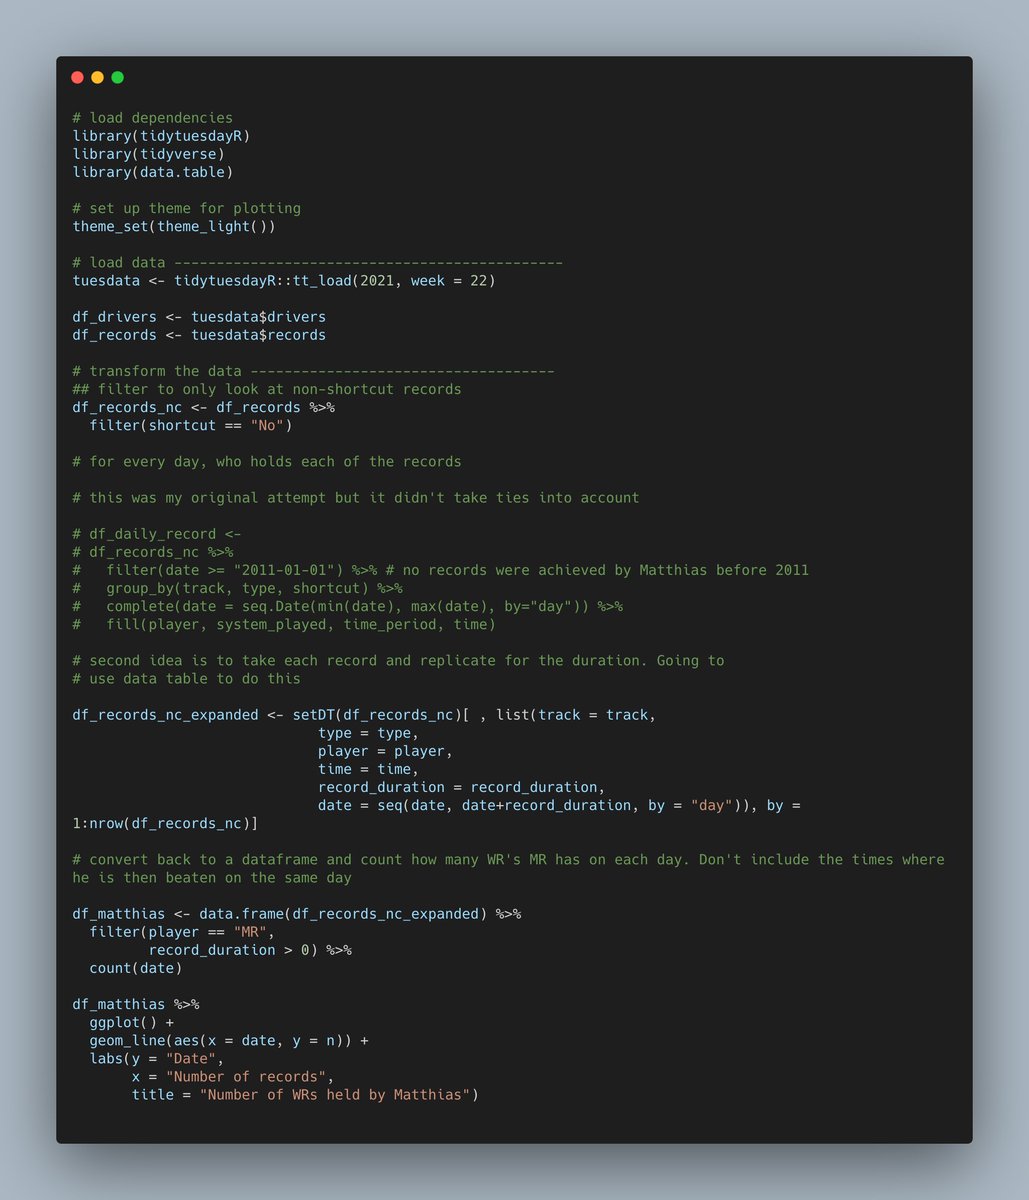 # load dependencies
library(tidytuesdayR)
library(tidyverse)
library(data.table)

# set up theme for plotting
theme_set(theme_light())

# load data ----------------------------------------------
tuesdata <- tidytuesdayR::tt_load(2021, week = 22)

df_drivers <- tuesdata$drivers
df_records <- tuesdata$records

# transform the data ------------------------------------
## filter to only look at non-shortcut records
df_records_nc <- df_records %>%
  filter(shortcut == "No")

# for every day, who holds each of the records

# this was my original attempt but it didn't take ties into account

# df_daily_record <-
# df_records_nc %>%
#   filter(date >= "2011-01-01") %>% # no records were achieved by Matthias before 2011
#   group_by(track, type, shortcut) %>%
#   complete(date = seq.Date(min(date), max(date), by="day")) %>%
#   fill(player, system_played, time_period, time)

# second idea is to take each record and replicate for the duration. Going to
# use data table to do this

df_records_nc_expanded <- setDT(df_records_nc)[ , list(track = track,
                             type = type,
                             player = player,
                             time = time,
                             record_duration = record_duration,
                             date = seq(date, date+record_duration, by = "day")), by =
1:nrow(df_records_nc)]

# convert back to a dataframe and count how many WR's MR has on each day. Don't include the times where
he is then beaten on the same day

df_matthias <- data.frame(df_records_nc_expanded) %>%
  filter(player == "MR",
         record_duration > 0) %>%
  count(date)

df_matthias %>%
  ggplot() +
  geom_line(aes(x = date, y = n)) +
  labs(y = "Date",
       x = "Number of records",
       title = "Number of WRs held by Matthias")